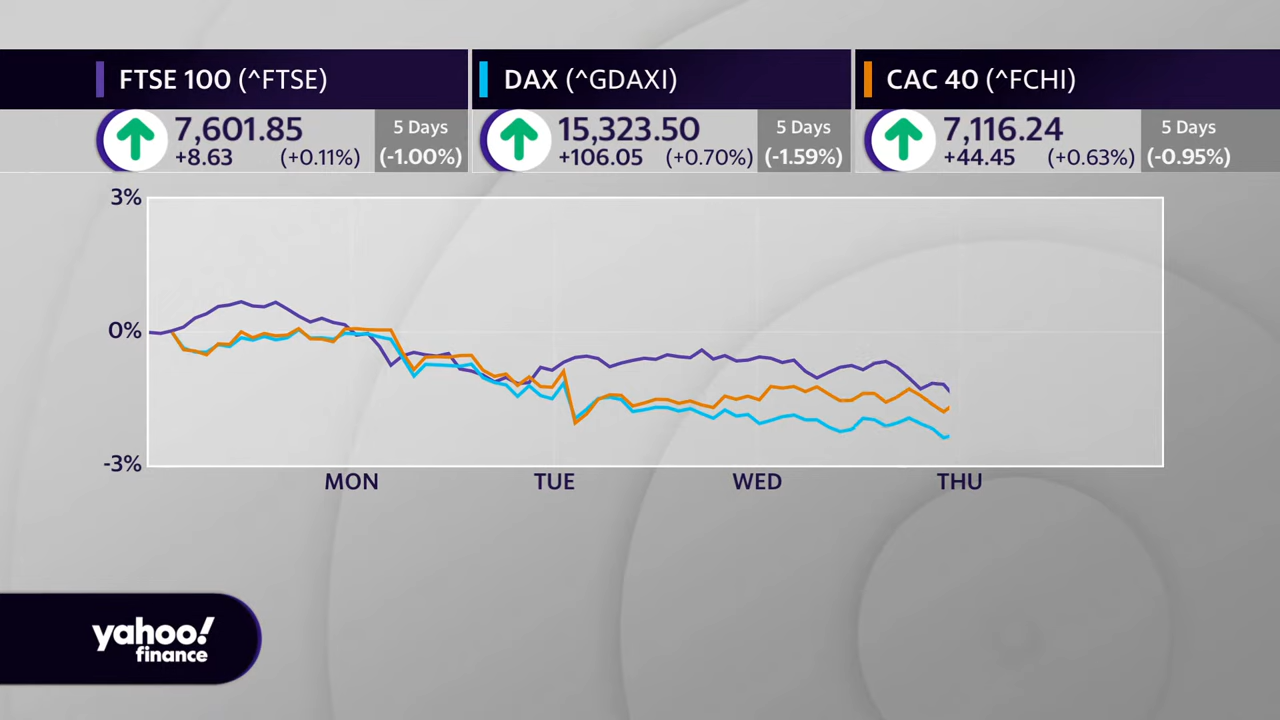 FTSE 100 (^FTSE)
7,601.85
+8.63 (+0.11%)
5 Days
(-1.00%)
DAX (^GDAXI)
15,323.50
+106.05 (+0.70%)
5 Days
(-1.59%)
CAC 40 (^FCHI)
7,116.24
+44.45 (+0.63%)
5 Days
(-0.95%)
3%
0%
-3%
MON TUE WED THU
yahoo!
finance